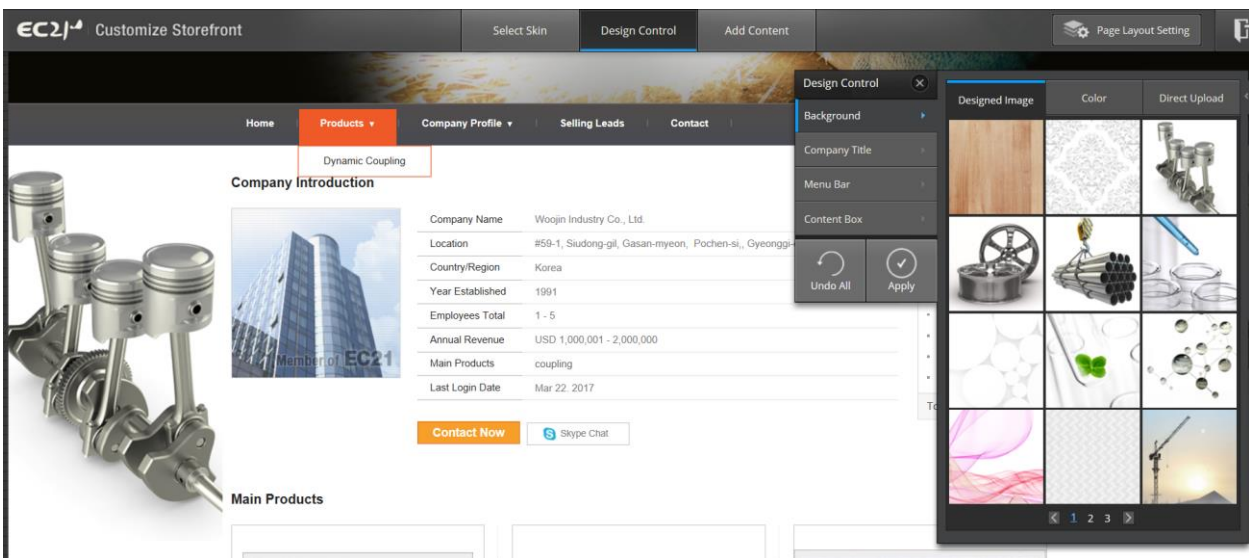 EC21 Customize Storefront
Select Skin
Design Control
Add Content
Page Layout Setting
Home
Products ▾
Company Profile ▾
Selling Leads
Contact
Dynamic Coupling
Design Control
Background
Company Title
Menu Bar
Content Box
Undo All
Apply
Designed Image
Color
Direct Upload
1 2 3
Company Introduction
Member of EC21
Company Name Woojin Industry Co., Ltd.
Location #59-1, Siudong-gil, Gasan-myeon, Pochen-si,, Gyeonggi-
Country/Region Korea
Year Established 1991
Employees Total 1 - 5
Annual Revenue USD 1,000,001 - 2,000,000
Main Products coupling
Last Login Date Mar 22. 2017
Contact Now
Skype Chat
Main Products